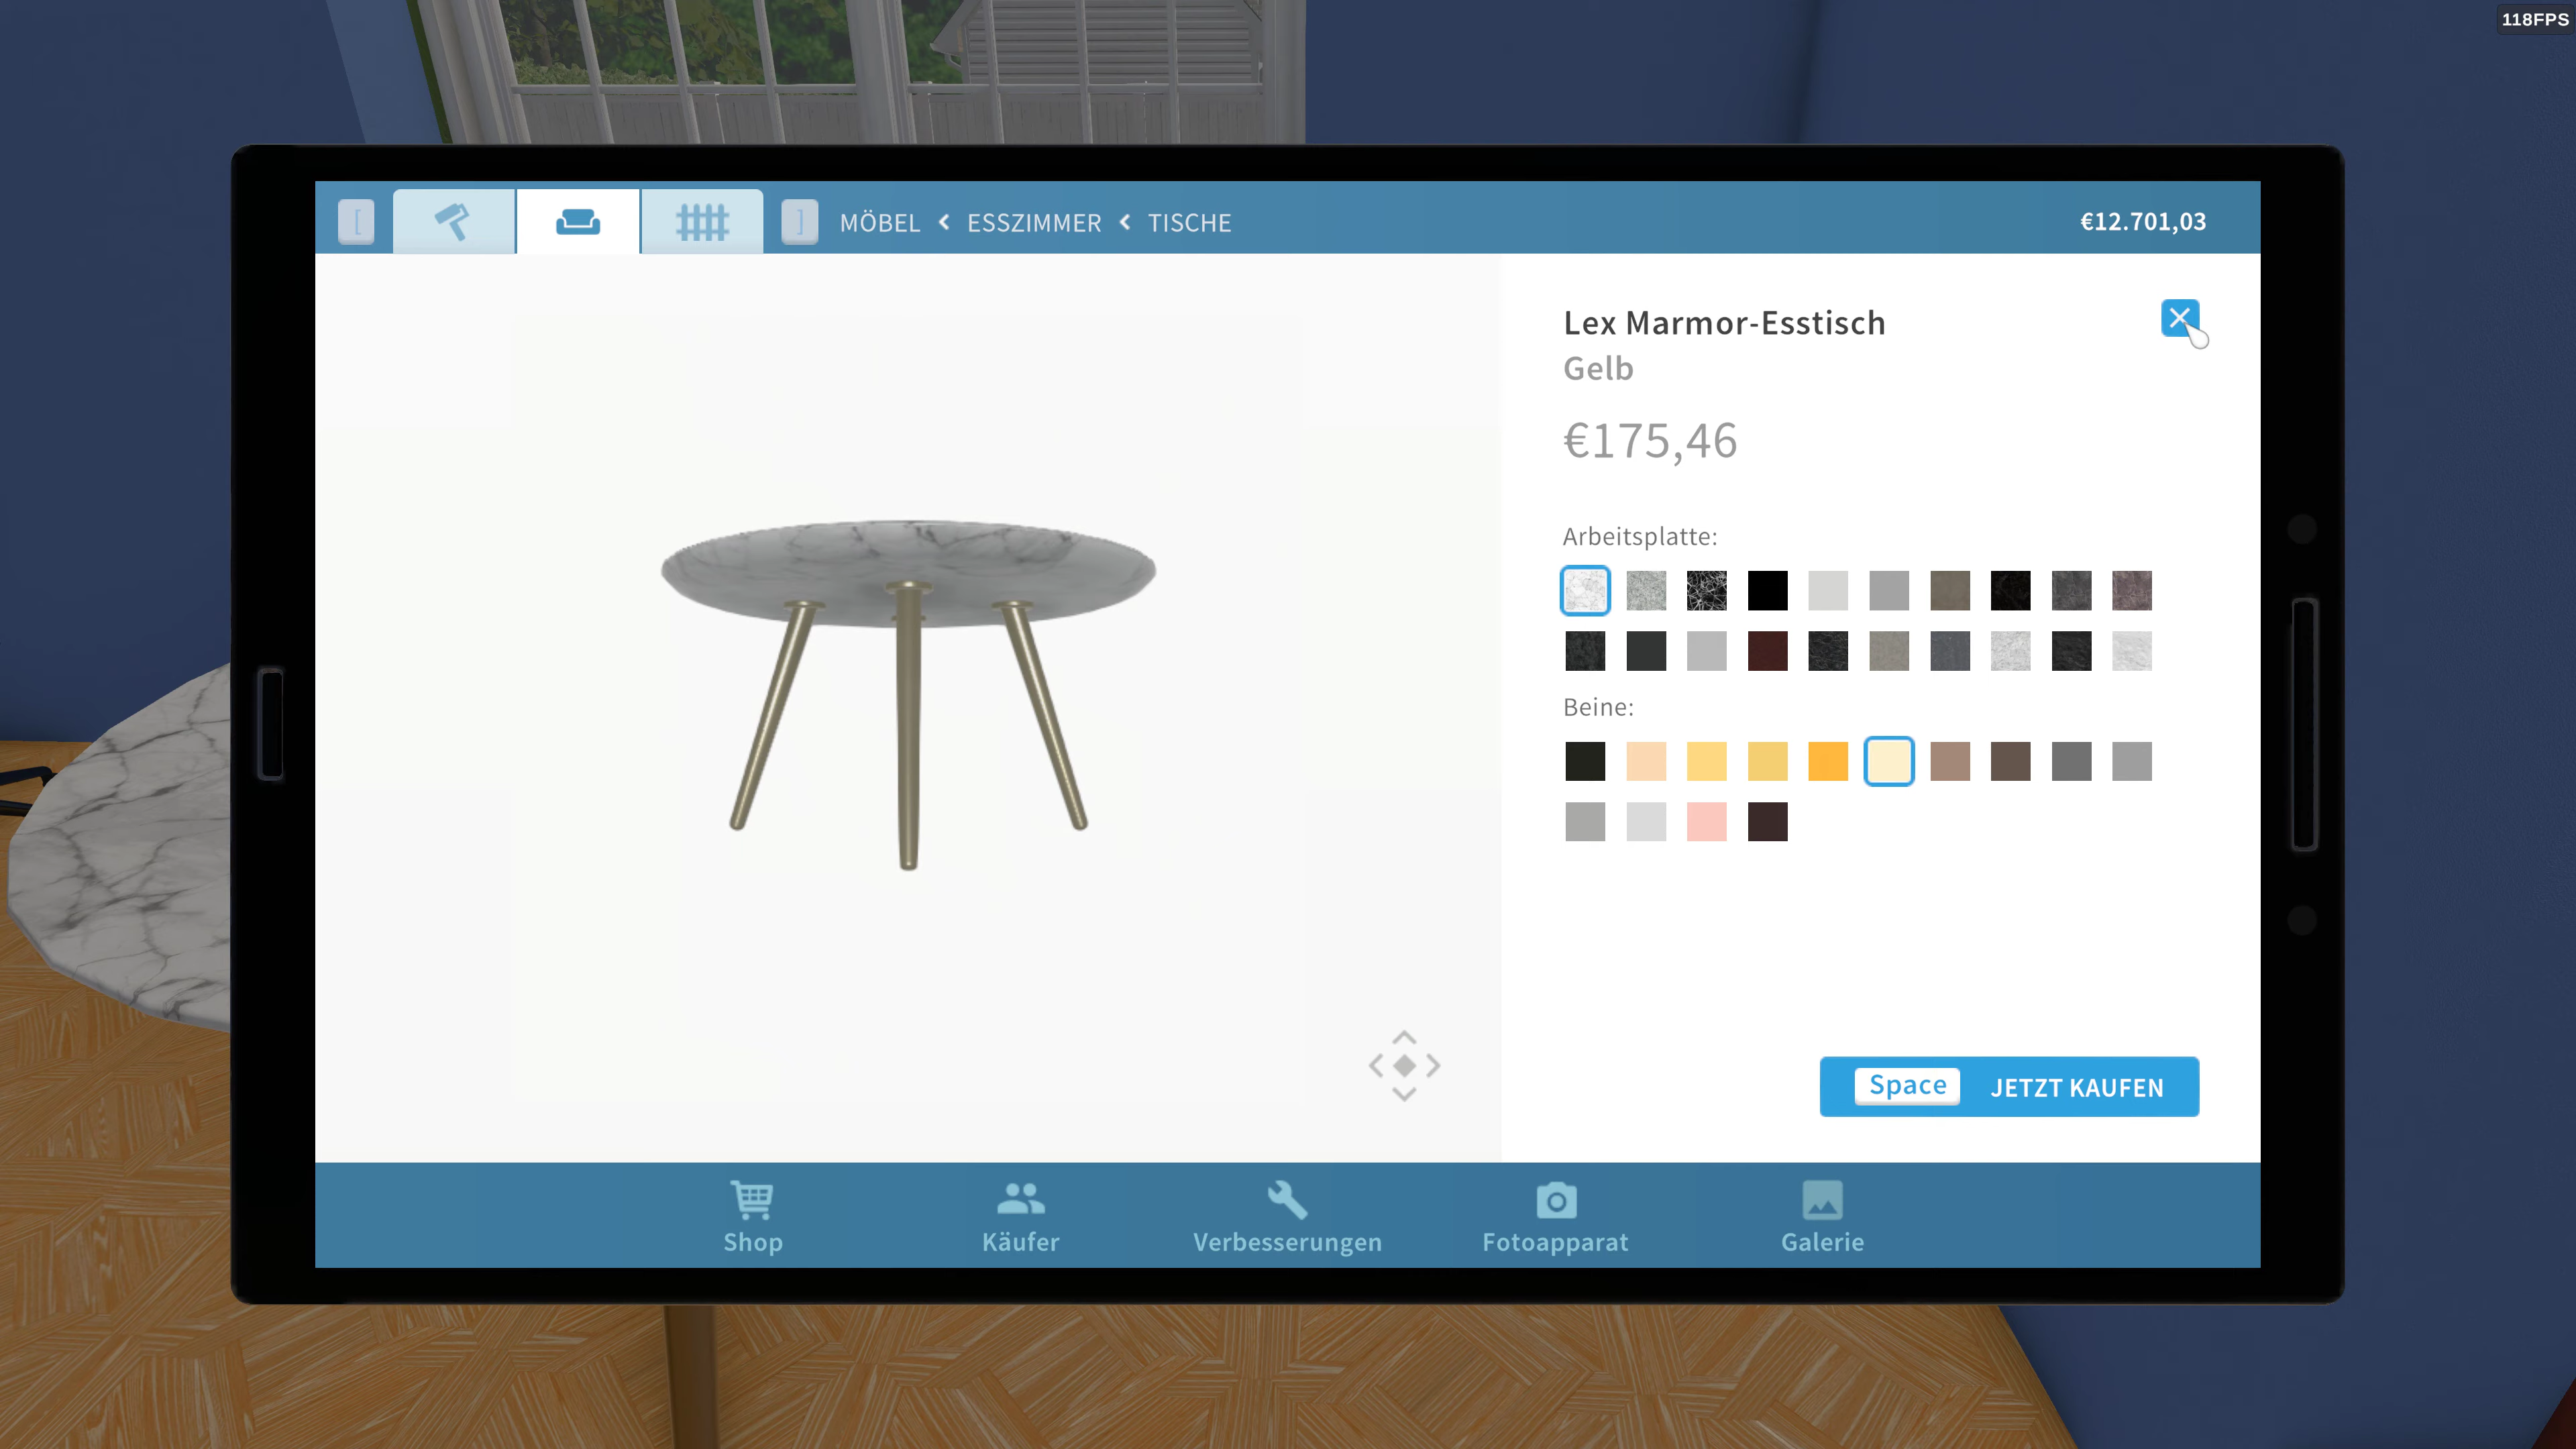 118FPS
[
]
MÖBEL < ESSZIMMER < TISCHE
€12.701,03
Lex Marmor-Esstisch
Gelb
€175,46
Arbeitsplatte:
Beine:
Space JETZT KAUFEN
Shop
Käufer
Verbesserungen
Fotoapparat
Galerie